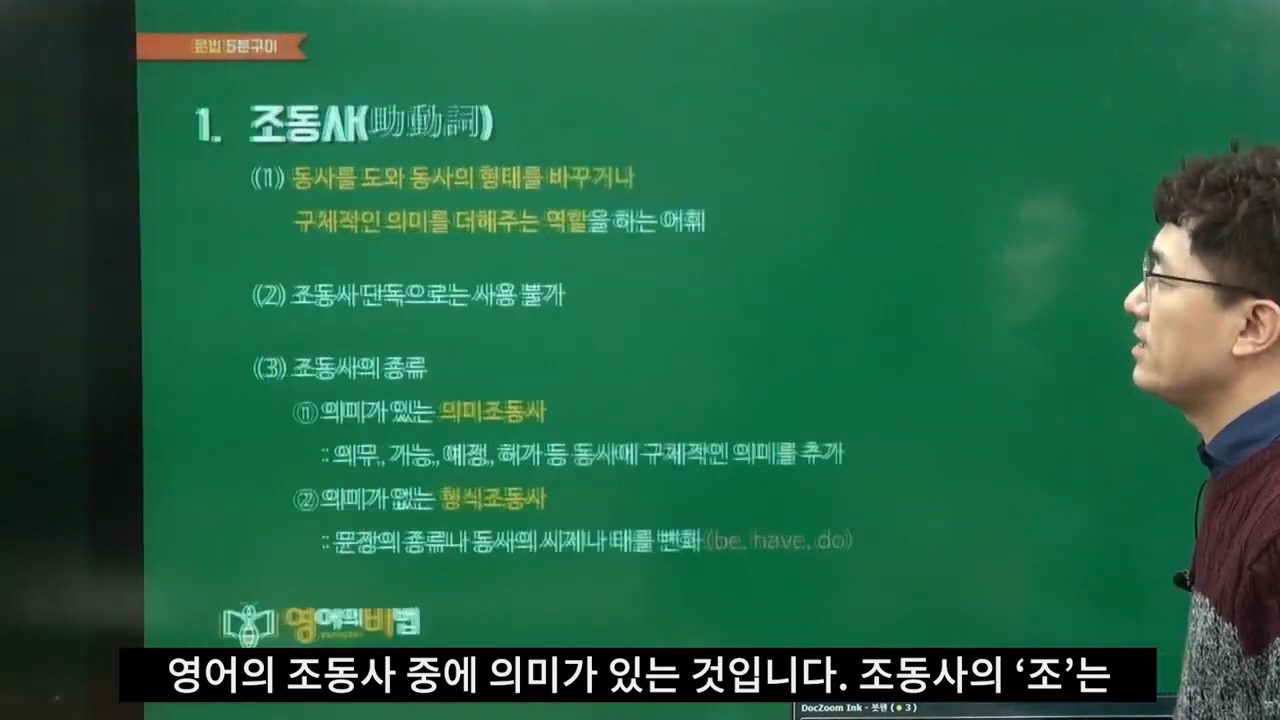 문법 5분구미
1. 조동사(助動詞)
(1) 동사를 도와 동사의 형태를 바꾸거나
구체적인 의미를 더해주는 역할을 하는 어휘
(2) 조동사 단독으로는 사용 불가
(3) 조동사의 종류
① 의미가 있는 의미조동사
:: 의무, 가능, 예정, 허가 등 동사에 구체적인 의미를 추가
② 의미가 없는 형식조동사
:: 문장의 종류나 동사의 시제나 태를 변화 (be, have, do)
영어의비법
영어의 조동사 중에 의미가 있는 것입니다. 조동사의 ‘조’는
DocZoom Ink - 붓펜 ( 3 )